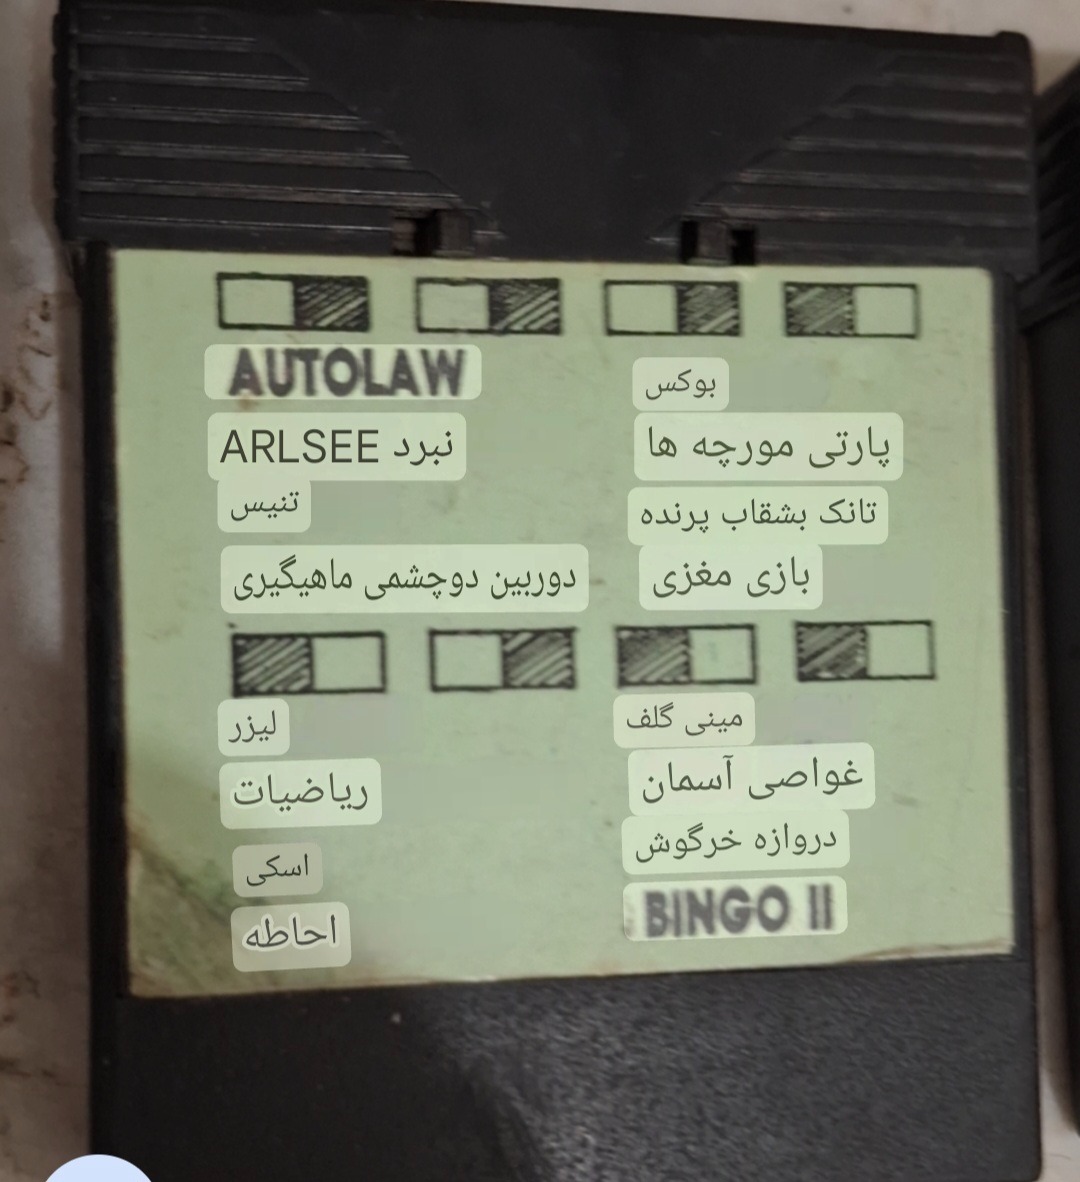 AUTOLAW
نبرد ARLSEE
تنیس
دوربین دوچشمی ماهیگیری
بوکس
پارتی مورچه ها
تانک بشقاب پرنده
بازی مغزی
لیزر
ریاضیات
اسکی
احاطه
مینی گلف
غواصی آسمان
دروازه خرگوش
BINGO II